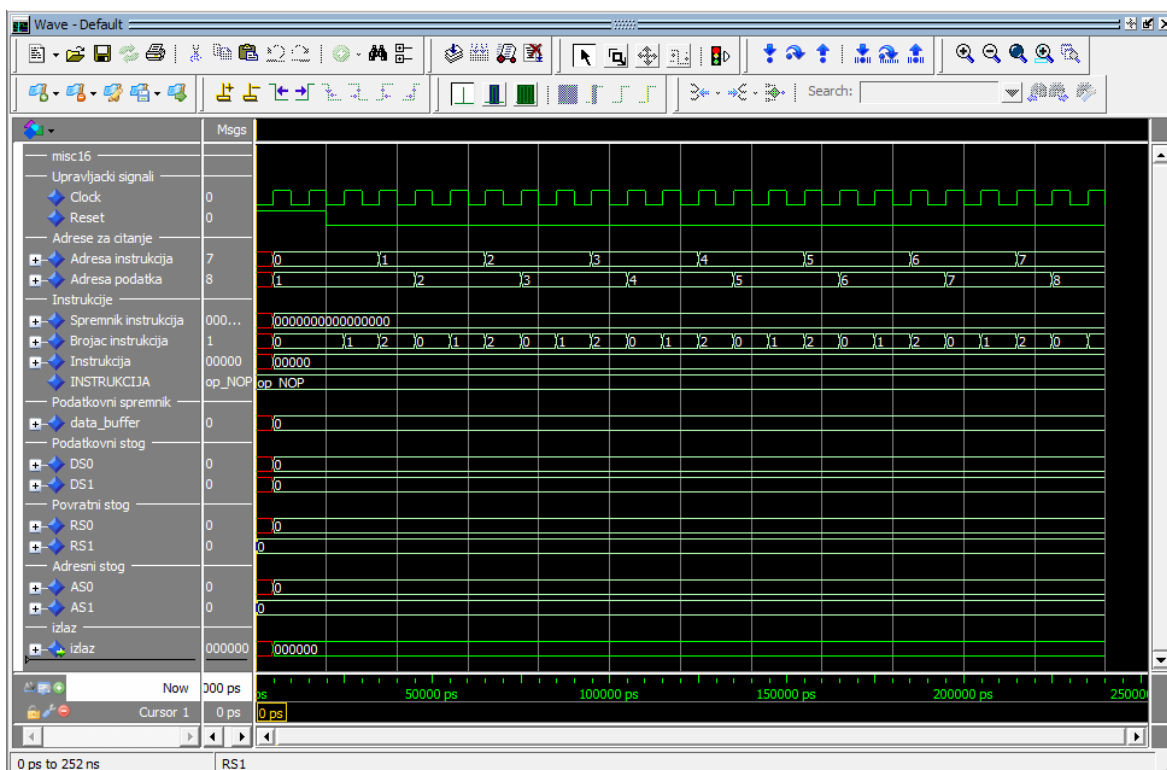 Wave - Default
Search:
Msgs
misc16
Upravljacki signali
Clock 0
Reset 0
Adrese za citanje
Adresa instrukcija 7 0 1 2 3 4 5 6 7
Adresa podatka 8 1 2 3 4 5 6 7 8
Instrukcije
Spremnik instrukcija 000... 0000000000000000
Brojac instrukcija 1 0 1 2 0 1 2 0 1 2 0 1 2 0 1 2 0 1 2 0 1 2 0
Instrukcija 00000 00000
INSTRUKCIJA op_NOP op_NOP
Podatkovni spremnik
data_buffer 0 0
Podatkovni stog
DS0 0 0
DS1 0 0
Povratni stog
RS0 0 0
RS1 0 0
Adresni stog
AS0 0 0
AS1 0 0
izlaz
izlaz 000000 000000
Now 000 ps ps 50000 ps 100000 ps 150000 ps 200000 ps 250000
Cursor 1 0 ps 0 ps
0 ps to 252 ns RS1